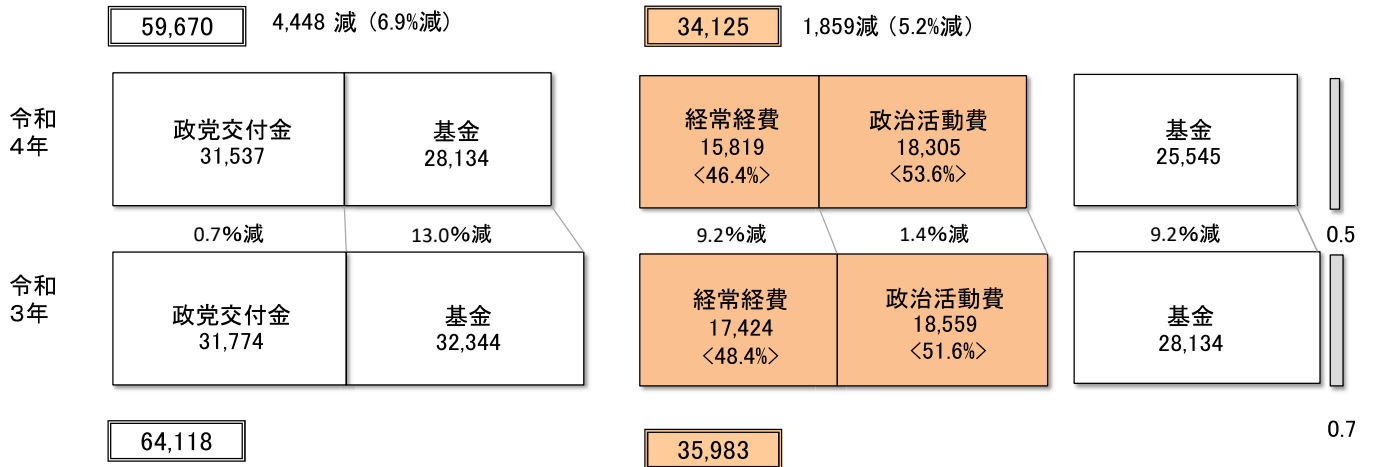 59,670
4,448 減（6.9%減）
34,125
1,859減（5.2%減）
令和
4年
政党交付金
31,537
基金
28,134
経常経費
15,819
<46.4%>
政治活動費
18,305
<53.6%>
基金
25,545
0.7%減
13.0%減
9.2%減
1.4%減
9.2%減
0.5
令和
3年
政党交付金
31,774
基金
32,344
経常経費
17,424
<48.4%>
政治活動費
18,559
<51.6%>
基金
28,134
64,118
35,983
0.7